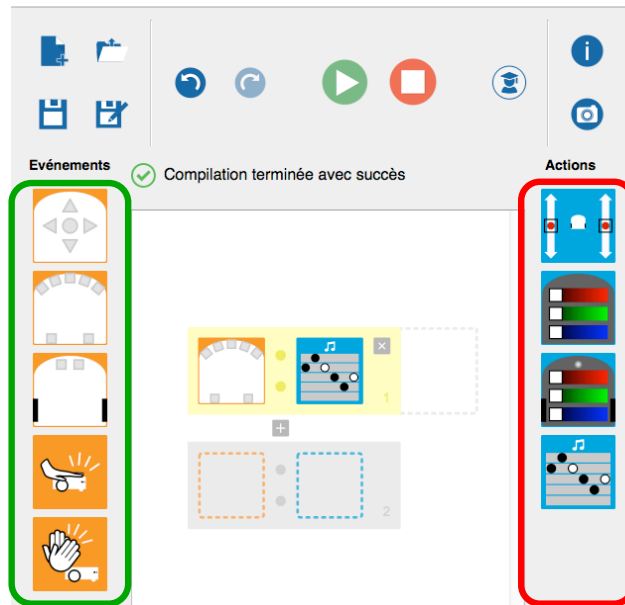 i
Evénements
Compilation terminée avec succès
Actions
1
2